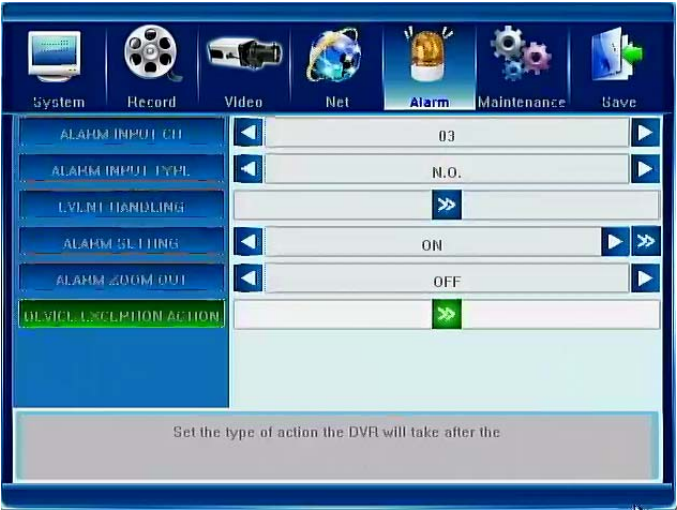 System Record Video Net Alarm Maintenance Save
ALARM INPUT CH 03
ALARM INPUT TYPE N.O.
EVENT HANDLING
ALARM SETTING ON
ALARM ZOOM OUT OFF
DEVICE EXCEPTION ACTION
Set the type of action the DVR will take after the